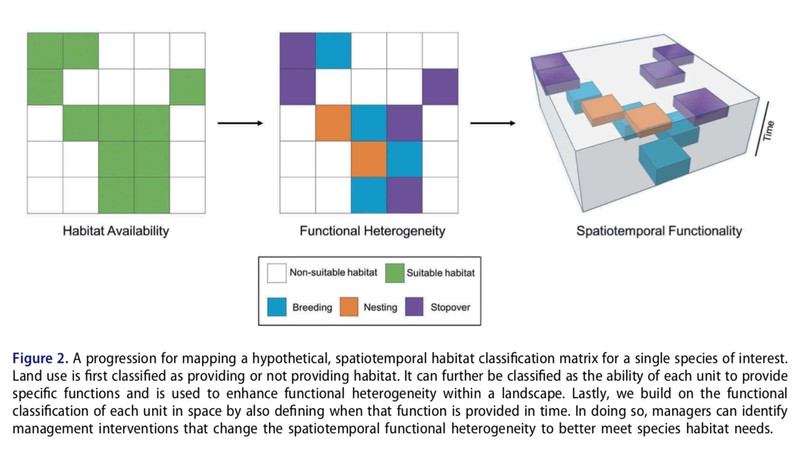 Time
Habitat Availability
Functional Heterogeneity
Spatiotemporal Functionality
Non-suitable habitat
Suitable habitat
Breeding
Nesting
Stopover
Figure 2. A progression for mapping a hypothetical, spatiotemporal habitat classification matrix for a single species of interest.
Land use is first classified as providing or not providing habitat. It can further be classified as the ability of each unit to provide
specific functions and is used to enhance functional heterogeneity within a landscape. Lastly, we build on the functional
classification of each unit in space by also defining when that function is provided in time. In doing so, managers can identify
management interventions that change the spatiotemporal functional heterogeneity to better meet species habitat needs.